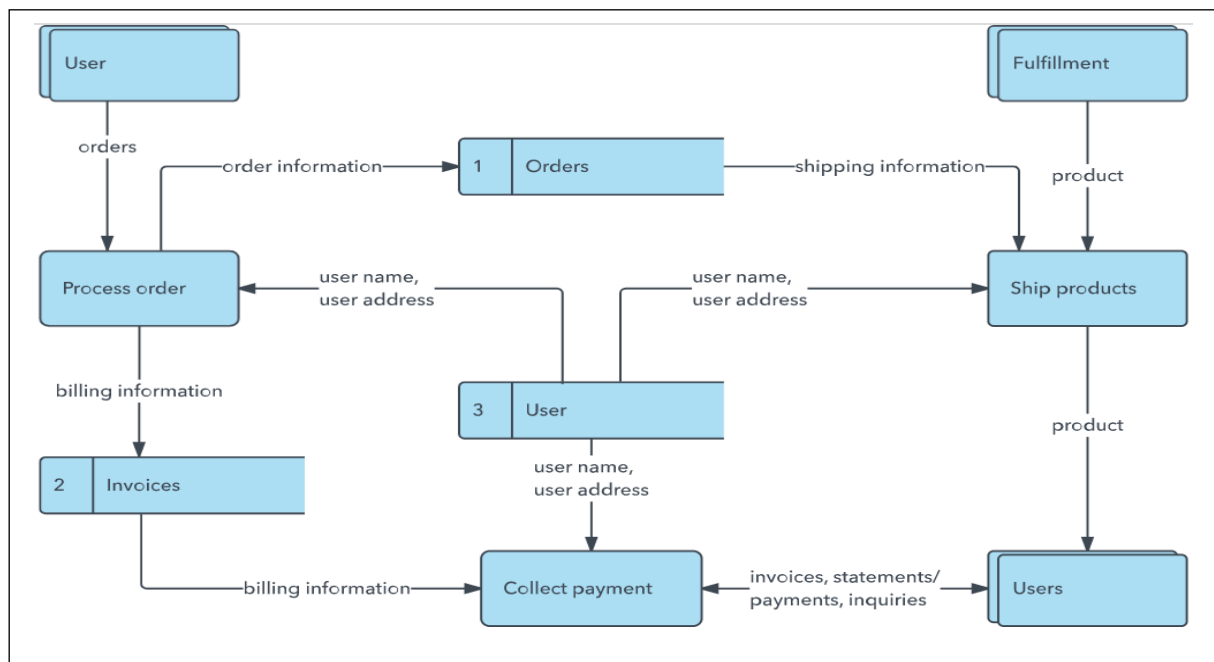 User
Fulfillment
orders
order information
1
Orders
shipping information
product
Process order
user name,
user address
user name,
user address
Ship products
billing information
3
User
product
user name,
user address
2
Invoices
billing information
Collect payment
invoices, statements/
payments, inquiries
Users